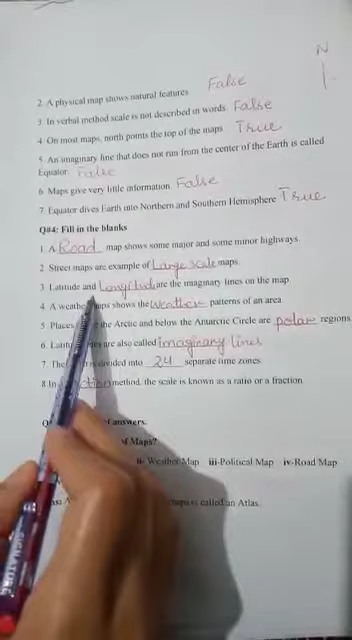 N
2. A physical map shows natural features False
3. In verbal method scale is not described in words. False
4. On most maps, north points the top of the maps. True
5. An imaginary line that does not run from the center of the Earth is called
Equator. False
6. Maps give very little information. False
7. Equator dives Earth into Northern and Southern Hemisphere True
Q#4: Fill in the blanks
1. A Road map shows some major and some minor highways.
2. Street maps are example of Large scale maps.
3. Latitude and Longitude are the imaginary lines on the map.
4. A weather maps shows the weather patterns of an area.
5. Places the Arctic and below the Antarctic Circle are polar regions.
6. are also called imaginary lines
7. The is divided into 24 separate time zones.
8. In method, the scale is known as a ratio or a fraction.
of answers.
of Maps?
ii- Weather Map iii-Political Map iv-Road Map
maps is called an Atlas.
SIGNATURE